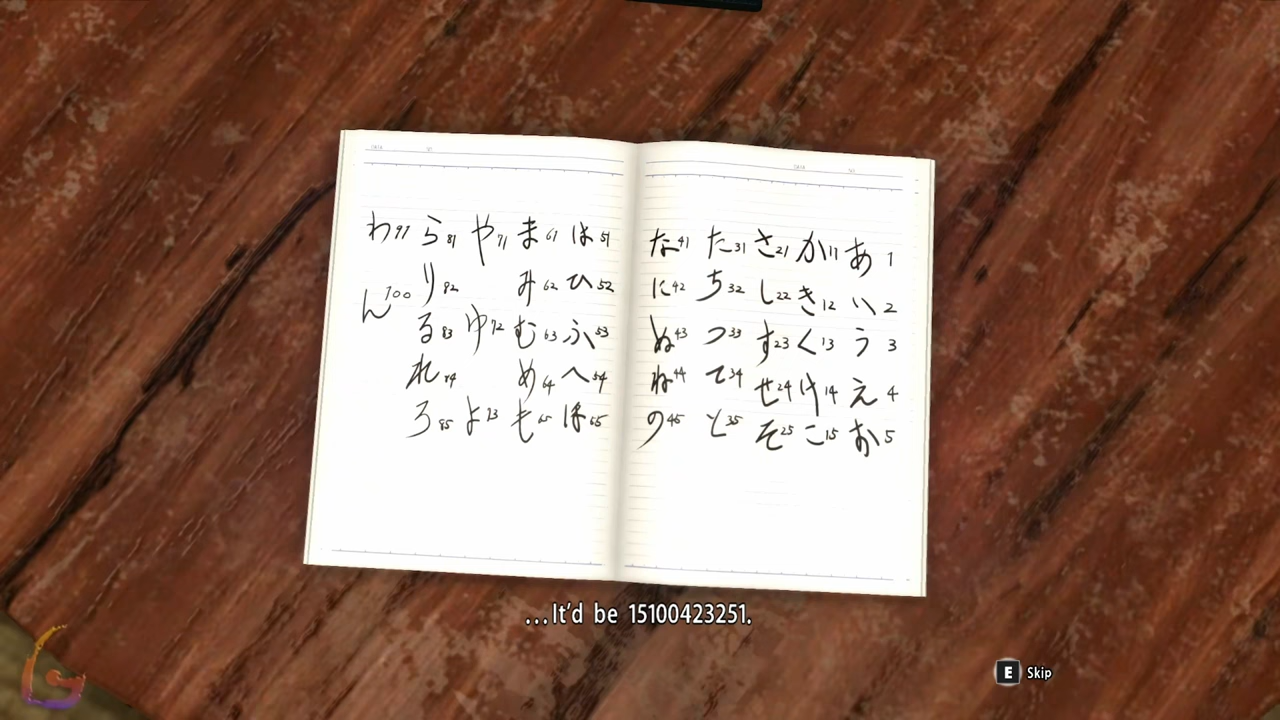 あ1 い2 う3 え4 お5
か11 き12 く13 け14 こ15
さ21 し22 す23 せ24 そ25
た31 ち32 つ33 て34 と35
な41 に42 ぬ43 ね44 の45
は51 ひ52 ふ53 へ54 ほ55
ま61 み62 む63 め64 も65
や71 ゆ72 よ73
ら81 り82 る83 れ84 ろ85
わ91 ん100
...It'd be 15100423251.
E Skip